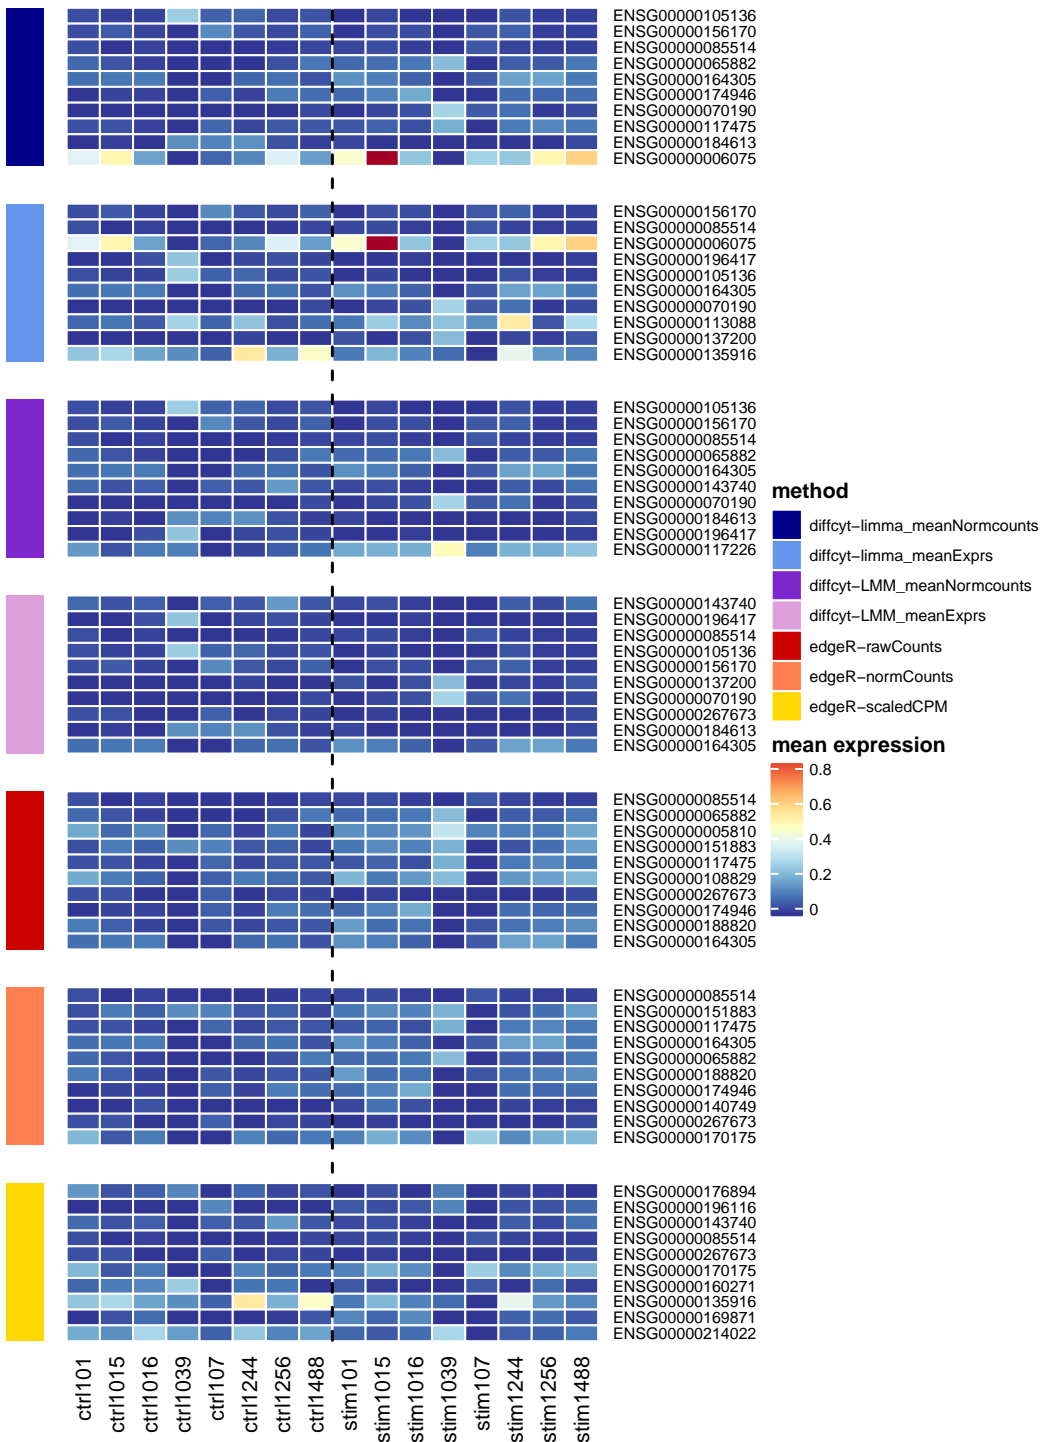 ENSG00000105136
ENSG00000156170
ENSG00000085514
ENSG00000065882
ENSG00000164305
ENSG00000174946
ENSG00000070190
ENSG00000117475
ENSG00000184613
ENSG00000006075
ENSG00000156170
ENSG00000085514
ENSG00000006075
ENSG00000196417
ENSG00000105136
ENSG00000164305
ENSG00000070190
ENSG00000113088
ENSG00000137200
ENSG00000135916
ENSG00000105136
ENSG00000156170
ENSG00000085514
ENSG00000065882
ENSG00000164305
ENSG00000143740
ENSG00000070190
ENSG00000184613
ENSG00000196417
ENSG00000117226
ENSG00000143740
ENSG00000196417
ENSG00000085514
ENSG00000105136
ENSG00000156170
ENSG00000137200
ENSG00000070190
ENSG00000267673
ENSG00000184613
ENSG00000164305
ENSG00000085514
ENSG00000065882
ENSG00000005810
ENSG00000151883
ENSG00000117475
ENSG00000108829
ENSG00000267673
ENSG00000174946
ENSG00000188820
ENSG00000164305
ENSG00000085514
ENSG00000151883
ENSG00000117475
ENSG00000164305
ENSG00000065882
ENSG00000188820
ENSG00000174946
ENSG00000140749
ENSG00000267673
ENSG00000170175
ENSG00000176894
ENSG00000196116
ENSG00000143740
ENSG00000085514
ENSG00000267673
ENSG00000170175
ENSG00000160271
ENSG00000135916
ENSG00000169871
ENSG00000214022
ctrl101
ctrl1015
ctrl1016
ctrl1039
ctrl107
ctrl1244
ctrl1256
ctrl1488
stim101
stim1015
stim1016
stim1039
stim107
stim1244
stim1256
stim1488
method
diffcyt−limma_meanNormcounts
diffcyt−limma_meanExprs
diffcyt−LMM_meanNormcounts
diffcyt−LMM_meanExprs
edgeR−rawCounts
edgeR−normCounts
edgeR−scaledCPM
mean expression
0.8
0.6
0.4
0.2
0